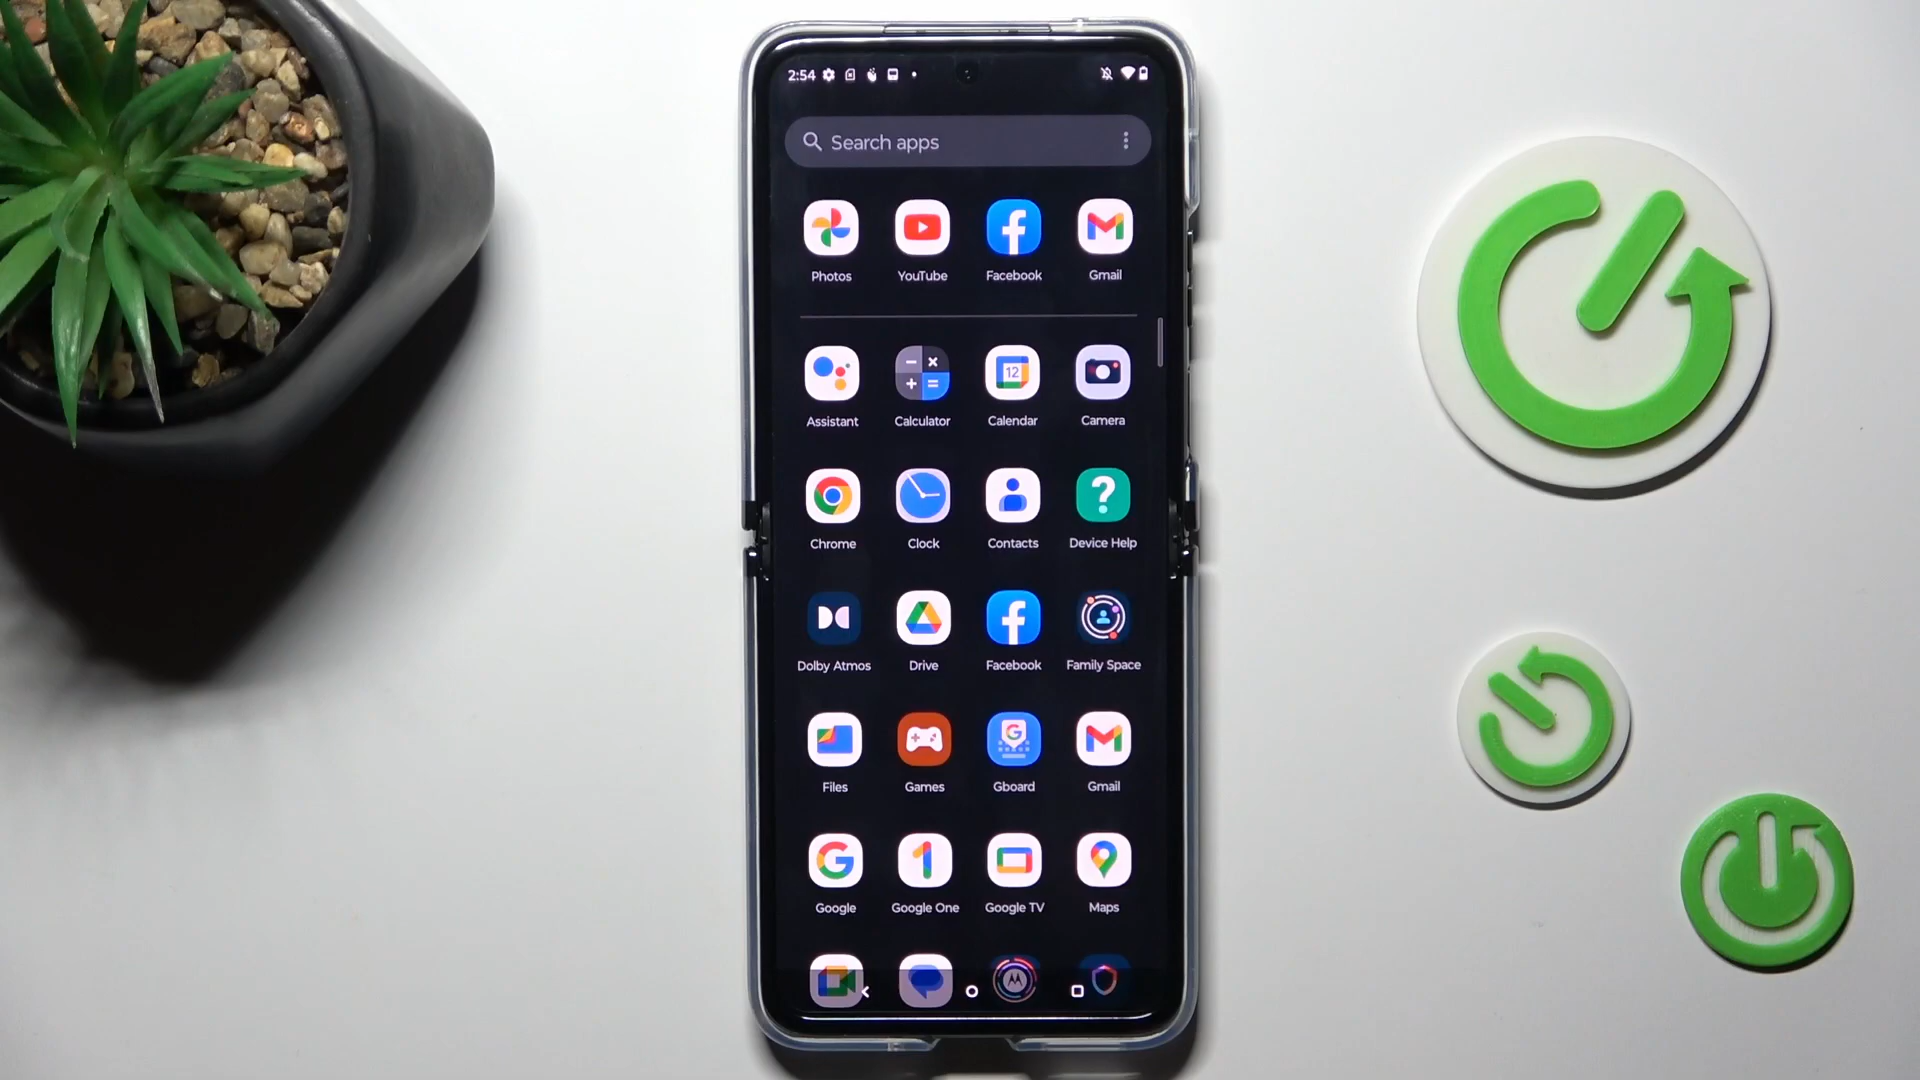 2:54
Search apps
Photos YouTube Facebook Gmail
12
Assistant Calculator Calendar Camera
Chrome Clock Contacts Device Help
Dolby Atmos Drive Facebook Family Space
Files Games Gboard Gmail
Google Google One Google TV Maps